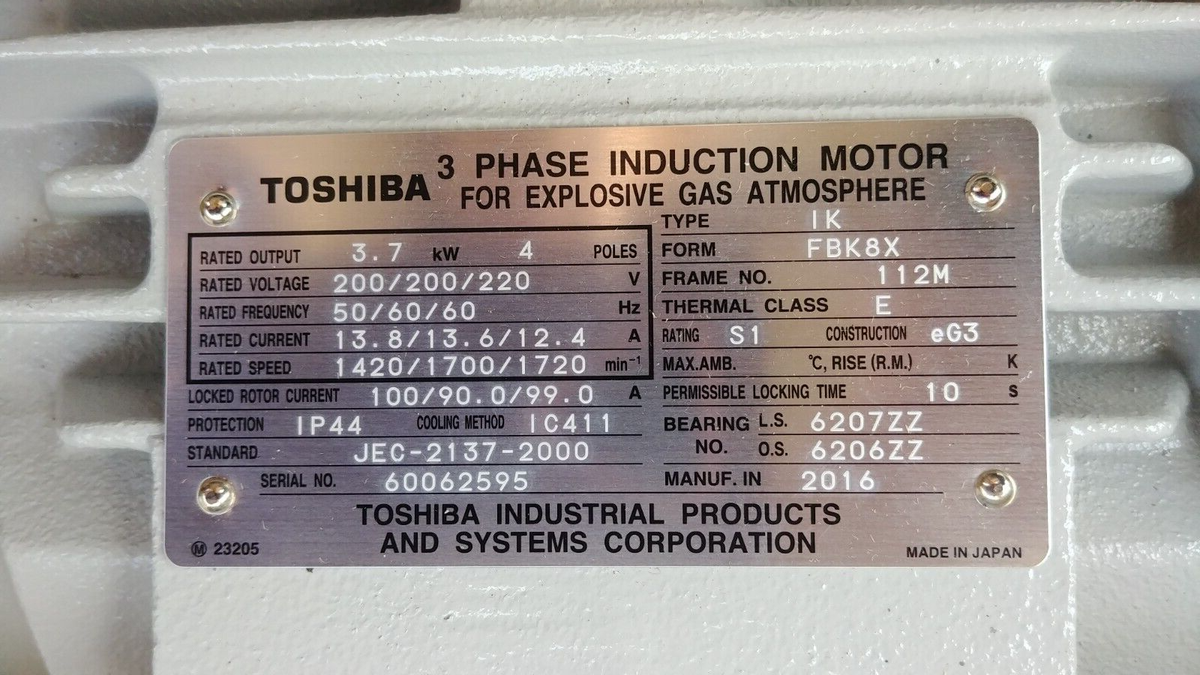 TOSHIBA 3 PHASE INDUCTION MOTOR
FOR EXPLOSIVE GAS ATMOSPHERE
RATED OUTPUT 3.7 kW 4 POLES
RATED VOLTAGE 200/200/220 V
RATED FREQUENCY 50/60/60 Hz
RATED CURRENT 13.8/13.6/12.4 A
RATED SPEED 1420/1700/1720 min⁻¹
LOCKED ROTOR CURRENT 100/90.0/99.0 A
PROTECTION IP44 COOLING METHOD IC411
STANDARD JEC-2137-2000
SERIAL NO. 60062595
TYPE IK
FORM FBK8X
FRAME NO. 112M
THERMAL CLASS E
RATING S1 CONSTRUCTION eG3
MAX.AMB. °C, RISE (R.M.) K
PERMISSIBLE LOCKING TIME 10 s
BEARING L.S. 6207ZZ
NO. O.S. 6206ZZ
MANUF. IN 2016
TOSHIBA INDUSTRIAL PRODUCTS
AND SYSTEMS CORPORATION
Ⓜ 23205
MADE IN JAPAN